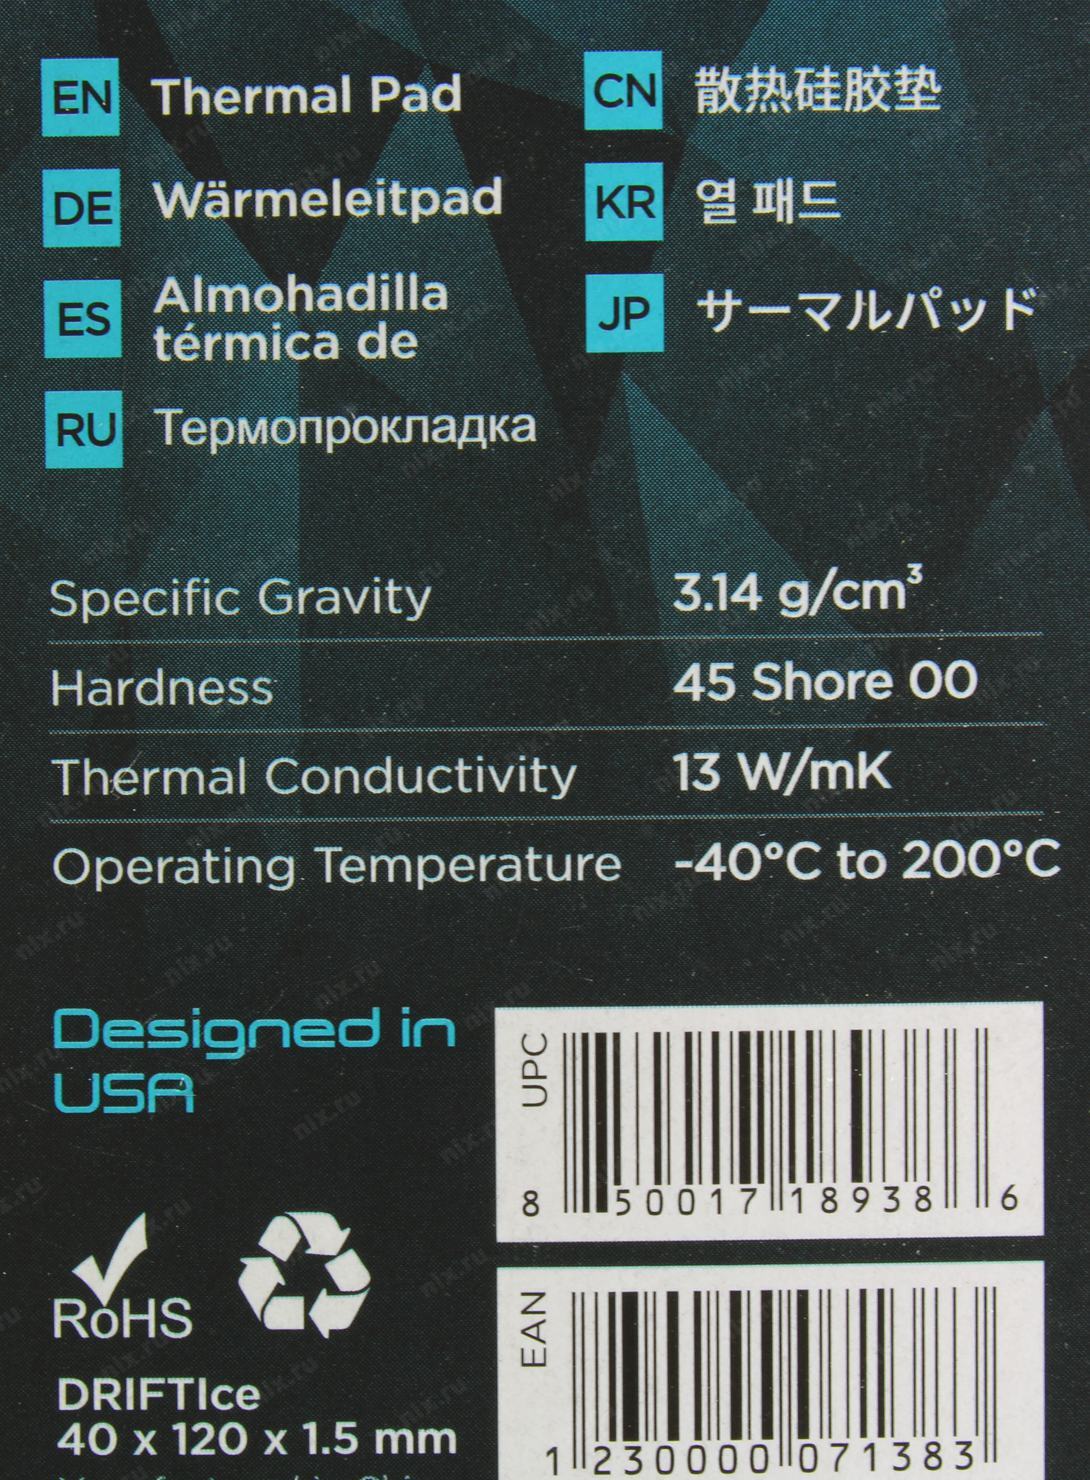 EN Thermal Pad
DE Wärmeleitpad
ES Almohadilla
térmica de
RU Термопрокладка
CN 散热硅胶垫
KR 열 패드
JP サーマルパッド
Specific Gravity 3.14 g/cm³
Hardness 45 Shore 00
Thermal Conductivity 13 W/mK
Operating Temperature -40°C to 200°C
Designed in
USA
UPC
8 50017 18938 6
RoHS
EAN
1 230000 071383
DRIFTIce
40 x 120 x 1.5 mm
nix.ru